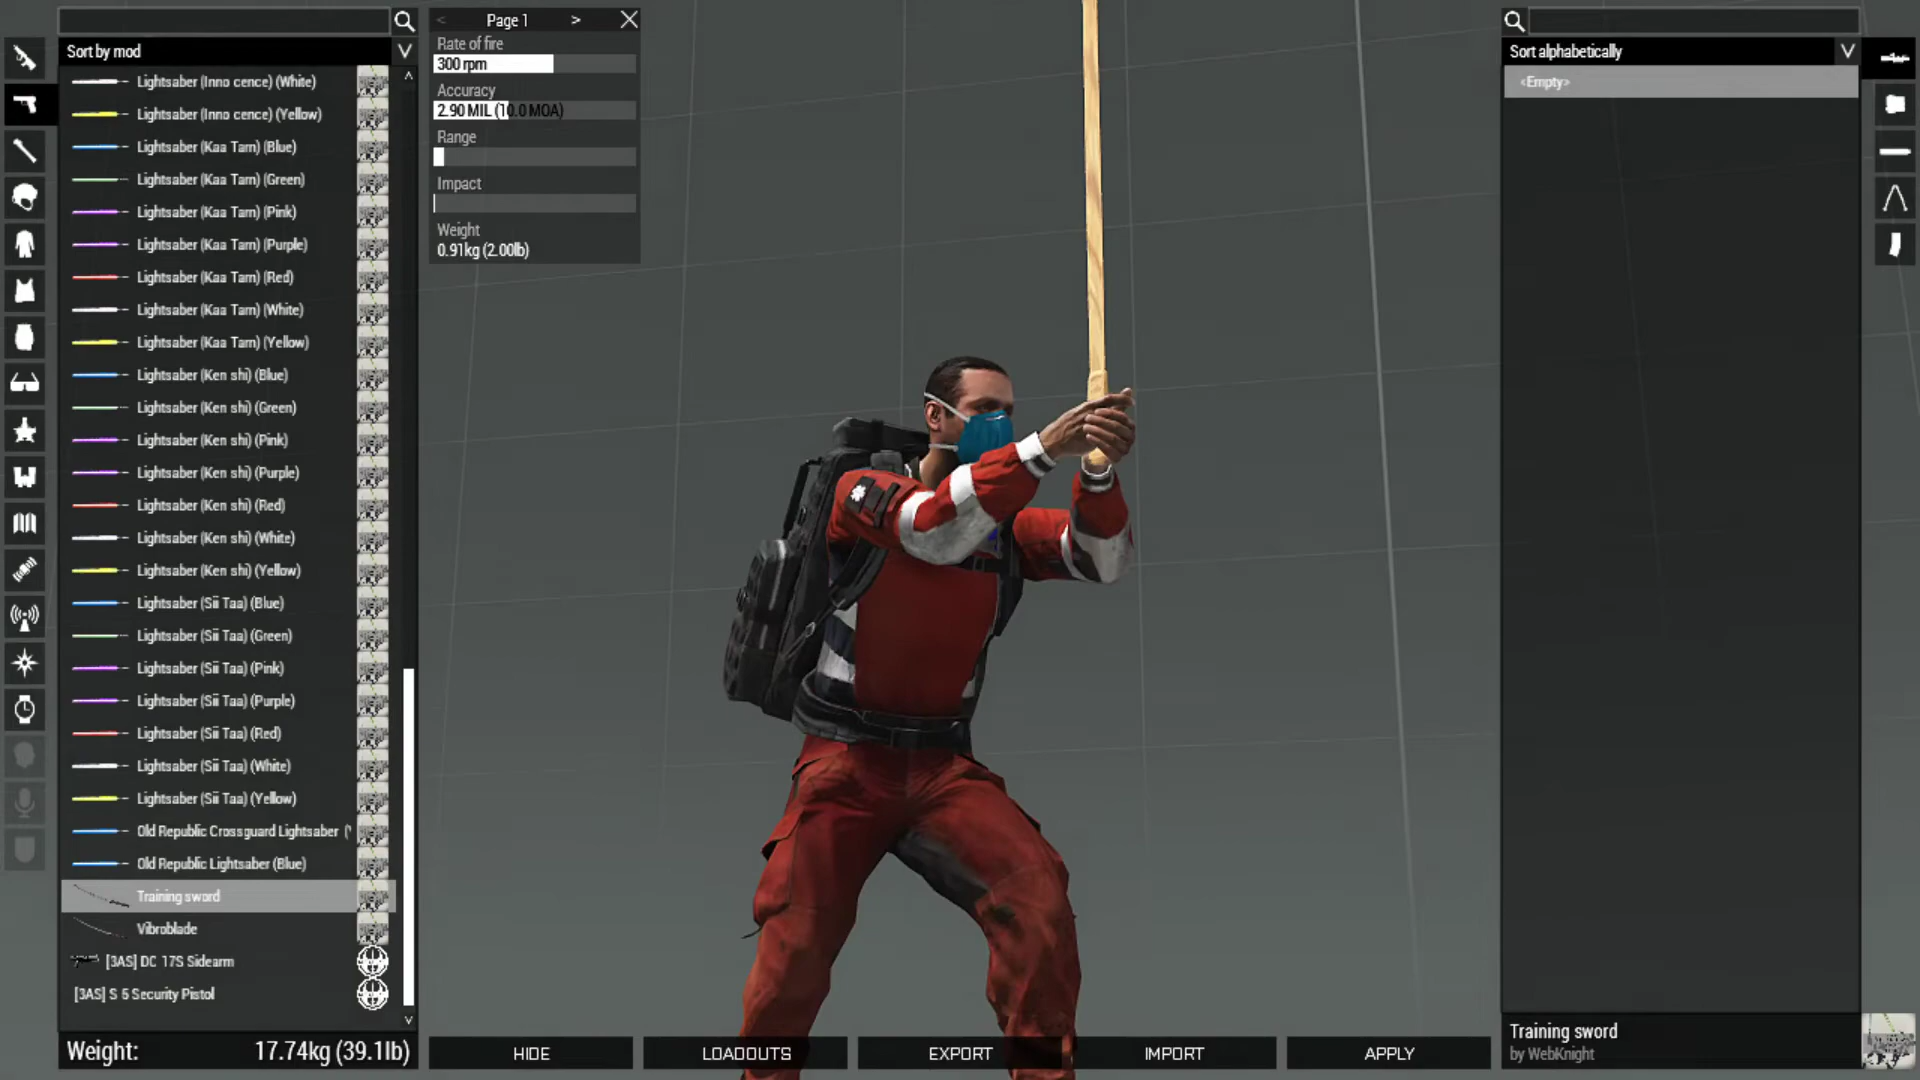 Sort by mod
Lightsaber (Inno cence) (White)
Lightsaber (Inno cence) (Yellow)
Lightsaber (Kaa Tarn) (Blue)
Lightsaber (Kaa Tarn) (Green)
Lightsaber (Kaa Tarn) (Pink)
Lightsaber (Kaa Tarn) (Purple)
Lightsaber (Kaa Tarn) (Red)
Lightsaber (Kaa Tarn) (White)
Lightsaber (Kaa Tarn) (Yellow)
Lightsaber (Ken shi) (Blue)
Lightsaber (Ken shi) (Green)
Lightsaber (Ken shi) (Pink)
Lightsaber (Ken shi) (Purple)
Lightsaber (Ken shi) (Red)
Lightsaber (Ken shi) (White)
Lightsaber (Ken shi) (Yellow)
Lightsaber (Sii Taa) (Blue)
Lightsaber (Sii Taa) (Green)
Lightsaber (Sii Taa) (Pink)
Lightsaber (Sii Taa) (Purple)
Lightsaber (Sii Taa) (Red)
Lightsaber (Sii Taa) (White)
Lightsaber (Sii Taa) (Yellow)
Old Republic Crossguard Lightsaber (
Old Republic Lightsaber (Blue)
Training sword
Vibroblade
[3AS] DC 17S Sidearm
[3AS] S 5 Security Pistol
Weight: 17.74kg (39.1lb)
< Page 1 >
Rate of fire
300 rpm
Accuracy
2.90 MIL (10.0 MOA)
Range
Impact
Weight
0.91kg (2.00lb)
HIDE
LOADOUTS
EXPORT
IMPORT
APPLY
Sort alphabetically
<Empty>
Training sword
by WebKnight